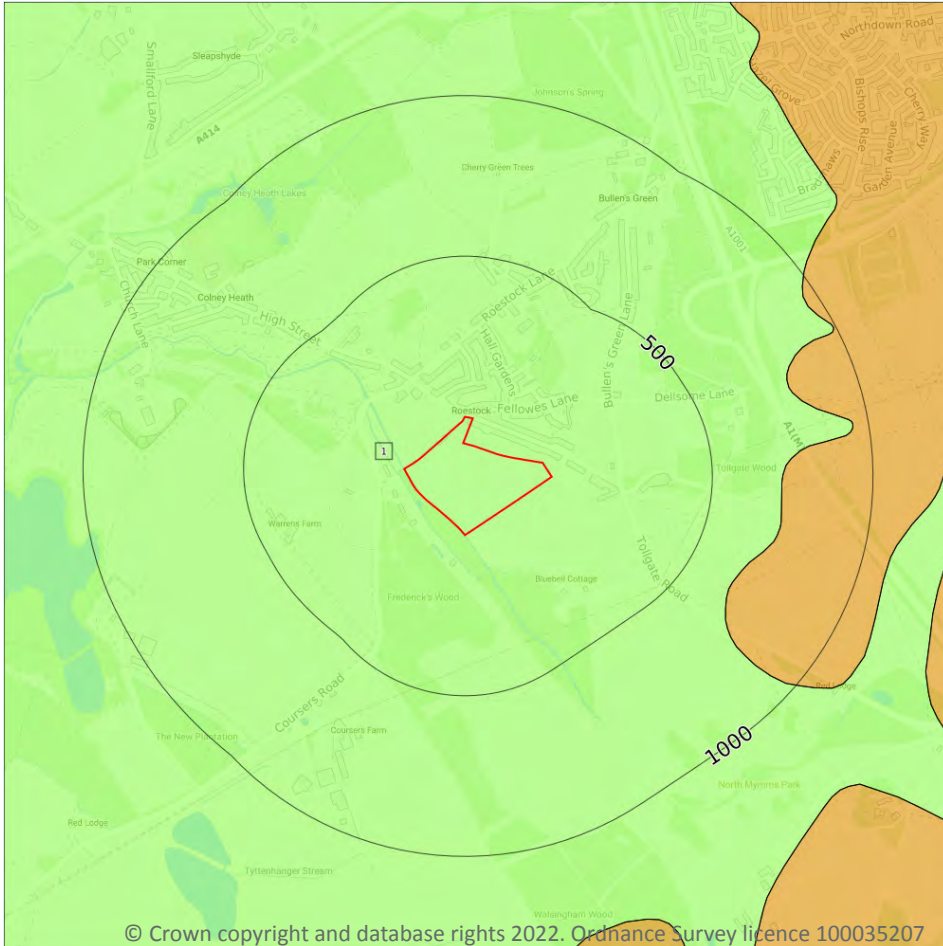 Northdown Road
Sleapshyde
Smallford Lane
Hazel Grove
Bishops Rise
Cherry Way
Johnson's Spring
A414
Garden Avenue
Cherry Green Trees
Colney Heath Lakes
Bullen's Green
A1001
Park Corner
Church Lane
Colney Heath
High Street
Roestock Lane
Bullen's Green Lane
500
Hall Gardens
Dellsome Lane
Fellowes Lane
Roestock
A1(M)
1
Tollgate Wood
Warrens Farm
Tollgate Road
Bluebell Cottage
Frederick's Wood
Red Lodge
Coursers Road
Coursers Farm
The New Plantation
1000
North Mymms Park
Red Lodge
Tyttenhanger Stream
Walsingham Wood
© Crown copyright and database rights 2022. Ordnance Survey licence 100035207